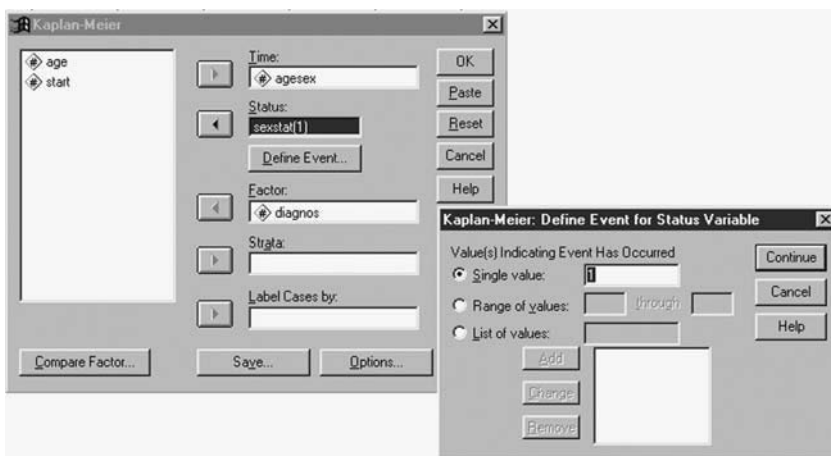 Kaplan-Meier
age
start
Time:
agesex
Status:
sexstat(1)
Define Event...
Factor:
diagnos
Strata:
Label Cases by:
OK
Paste
Reset
Cancel
Help
Compare Factor...
Save...
Options...
Kaplan-Meier: Define Event for Status Variable
Value(s) Indicating Event Has Occurred
Single value:
1
Range of values:
through
List of values:
Add
Change
Remove
Continue
Cancel
Help